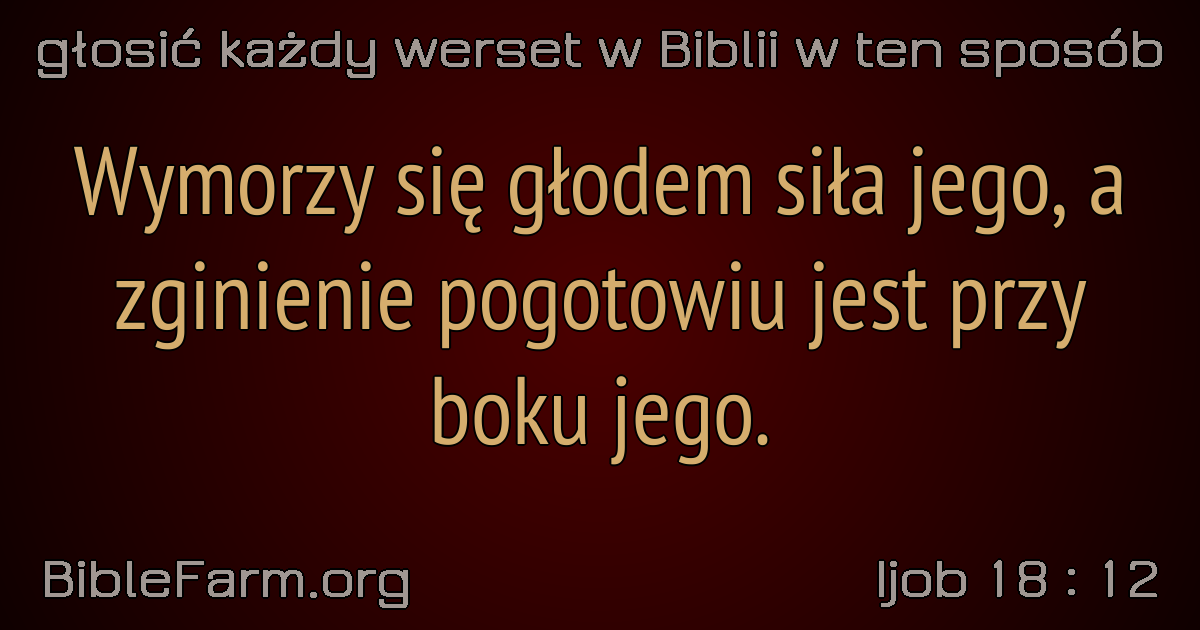 głosić każdy werset w Biblii w ten sposób
Wymorzy się głodem siła jego, a
zginienie pogotowiu jest przy
boku jego.
BibleFarm.org
Ijob 18 : 12